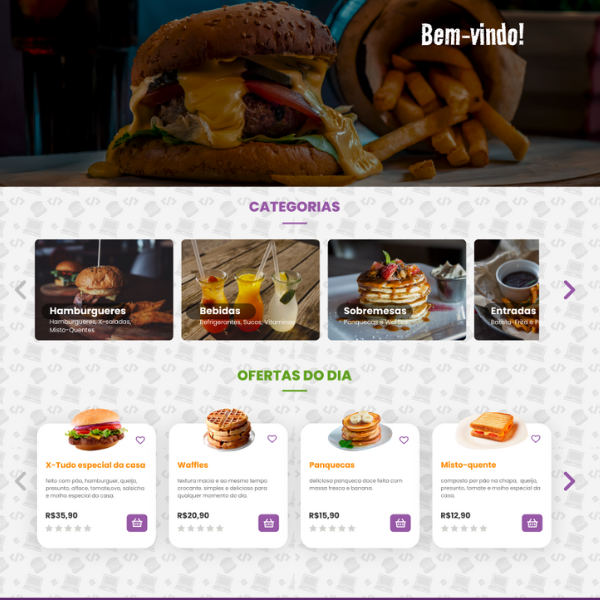 Bem-vindo!
CATEGORIAS
Hamburgueres
Hamburgueres, X-saladas,
Misto-Quentes
Bebidas
Refrigerantes, Sucos, Vitaminas
Sobremesas
Panquecas e Waffles
Entradas
Batata-Frita e
OFERTAS DO DIA
X-Tudo especial da casa
feito com pão, hamburguer, queijo,
presunto, alface, tomate,ovo, salsicha
e molho especial da casa.
R$35,90
Waffles
textura macia e ao mesmo tempo
crocante. simples e delicioso para
qualquer momento do dia.
R$20,90
Panquecas
deliciosa panqueca doce feita com
massa fresca e banana.
R$15,90
Misto-quente
composto por pão na chapa, queijo,
presunto, tomate e molho especial da
casa.
R$12,90